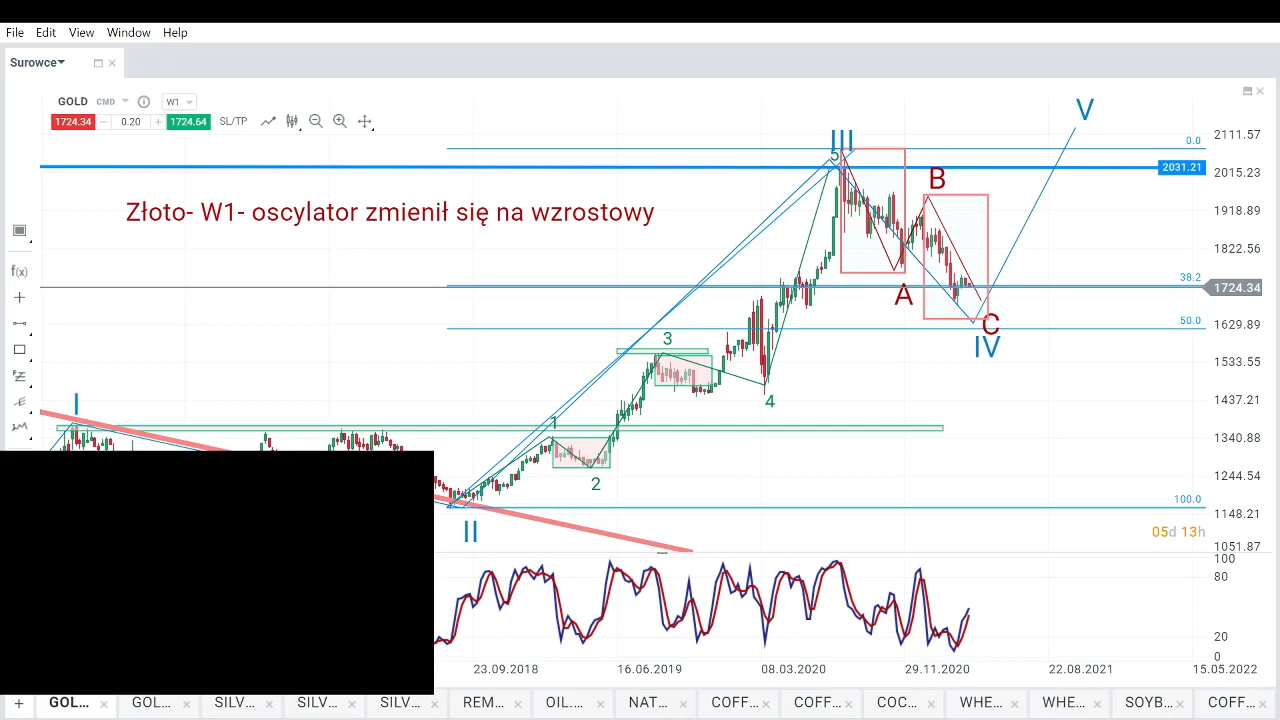 File Edit View Window Help
Surowce
GOLD CMD W1
1724.34 0.20 1724.64 SL/TP
V
III
0.0
2111.57
5
2031.21
2015.23
B
Złoto- W1- oscylator zmienił się na wzrostowy
1918.89
1822.56
f(x)
38.2
A
1724.34
C
50.0
1629.89
3
IV
1533.55
4
1437.21
I
1
1340.88
2
1244.54
100.0
1148.21
II
05d 13h
1051.87
100
80
20
0
23.09.2018 16.06.2019 08.03.2020 29.11.2020 22.08.2021 15.05.2022
+ GOL... GOL... SILV... SILV... SILV... REM... OIL.... NAT... COFF... COFF... COC... WHE... WHE... SOYB... COFF...